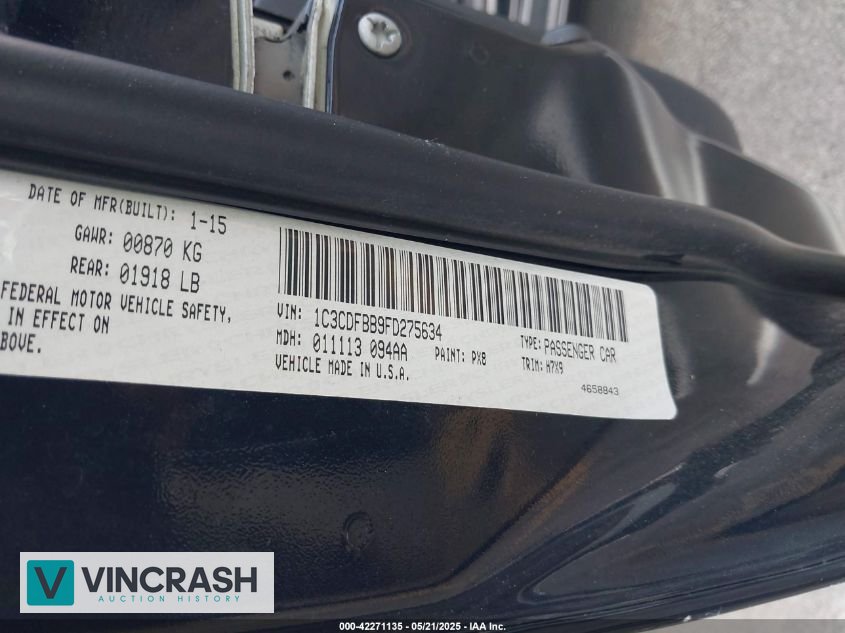 DATE OF MFR(BUILT): 1-15
GAWR: 00870 KG
REAR: 01918 LB
FEDERAL MOTOR VEHICLE SAFETY,
IN EFFECT ON
BOVE.
VIN: 1C3CDFBB9FD275634
MDH: 011113 094AA
PAINT: PX8
VEHICLE MADE IN U.S.A.
TYPE: PASSENGER CAR
TRIM: H7X9
4658843
VINCRASH
AUCTION HISTORY
000-42271135 - 05/21/2025 - IAA Inc.